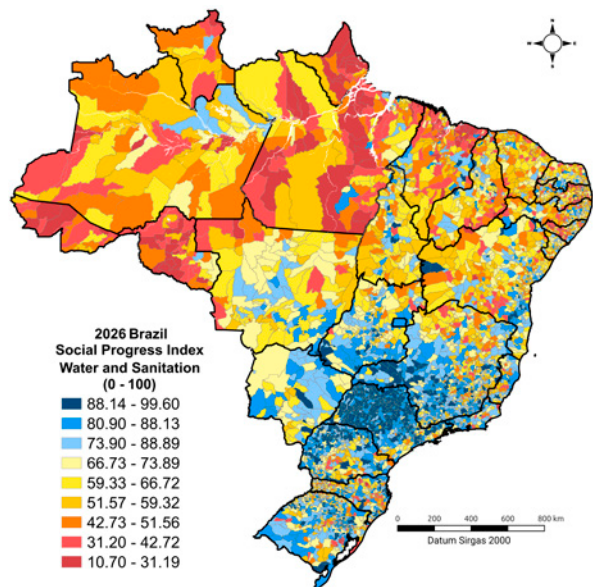 N
W
E
S
2026 Brazil
Social Progress Index
Water and Sanitation
(0 - 100)
88.14 - 99.60
80.90 - 88.13
73.90 - 88.89
66.73 - 73.89
59.33 - 66.72
51.57 - 59.32
42.73 - 51.56
31.20 - 42.72
10.70 - 31.19
0 200 400 600 800 km
Datum Sirgas 2000